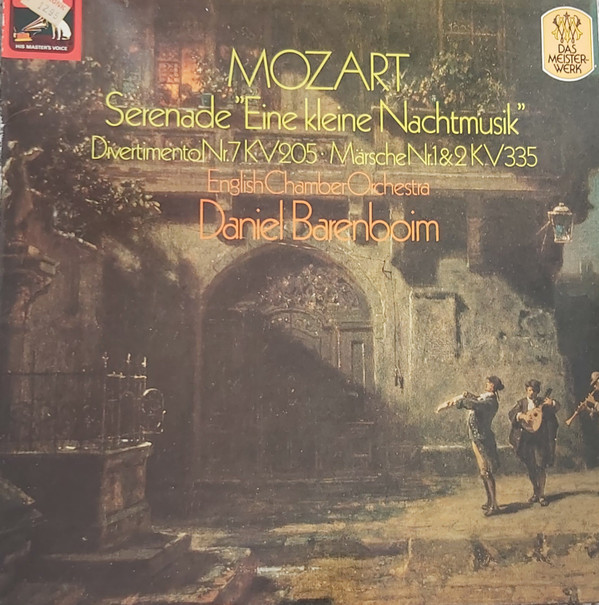 HIS MASTER'S VOICE
DAS
MEISTER-
WERK
MOZART
Serenade "Eine kleine Nachtmusik"
Divertimento Nr. 7 KV 205 · Märsche Nr. 1 & 2 KV 335
English Chamber Orchestra
Daniel Barenboim